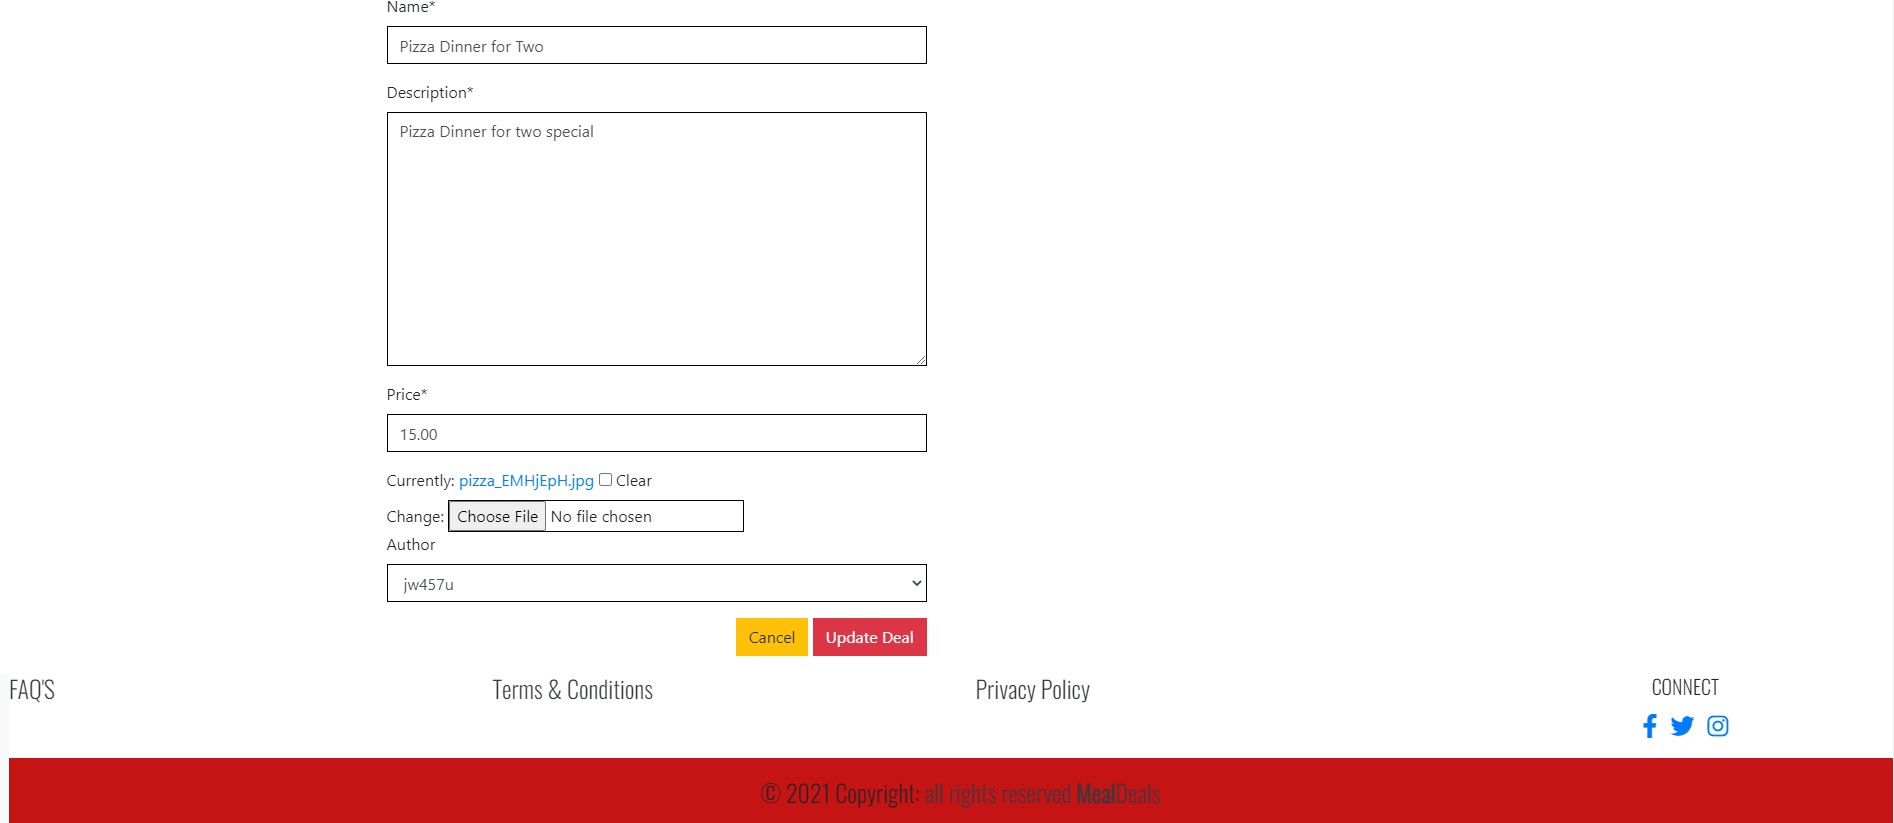 Name*
Pizza Dinner for Two
Description*
Pizza Dinner for two special
Price*
15.00
Currently: pizza_EMHjEpH.jpg Clear
Change: Choose File No file chosen
Author
jw457u
Cancel Update Deal
FAQ'S Terms & Conditions Privacy Policy CONNECT
© 2021 Copyright: all rights reserved MealDeals